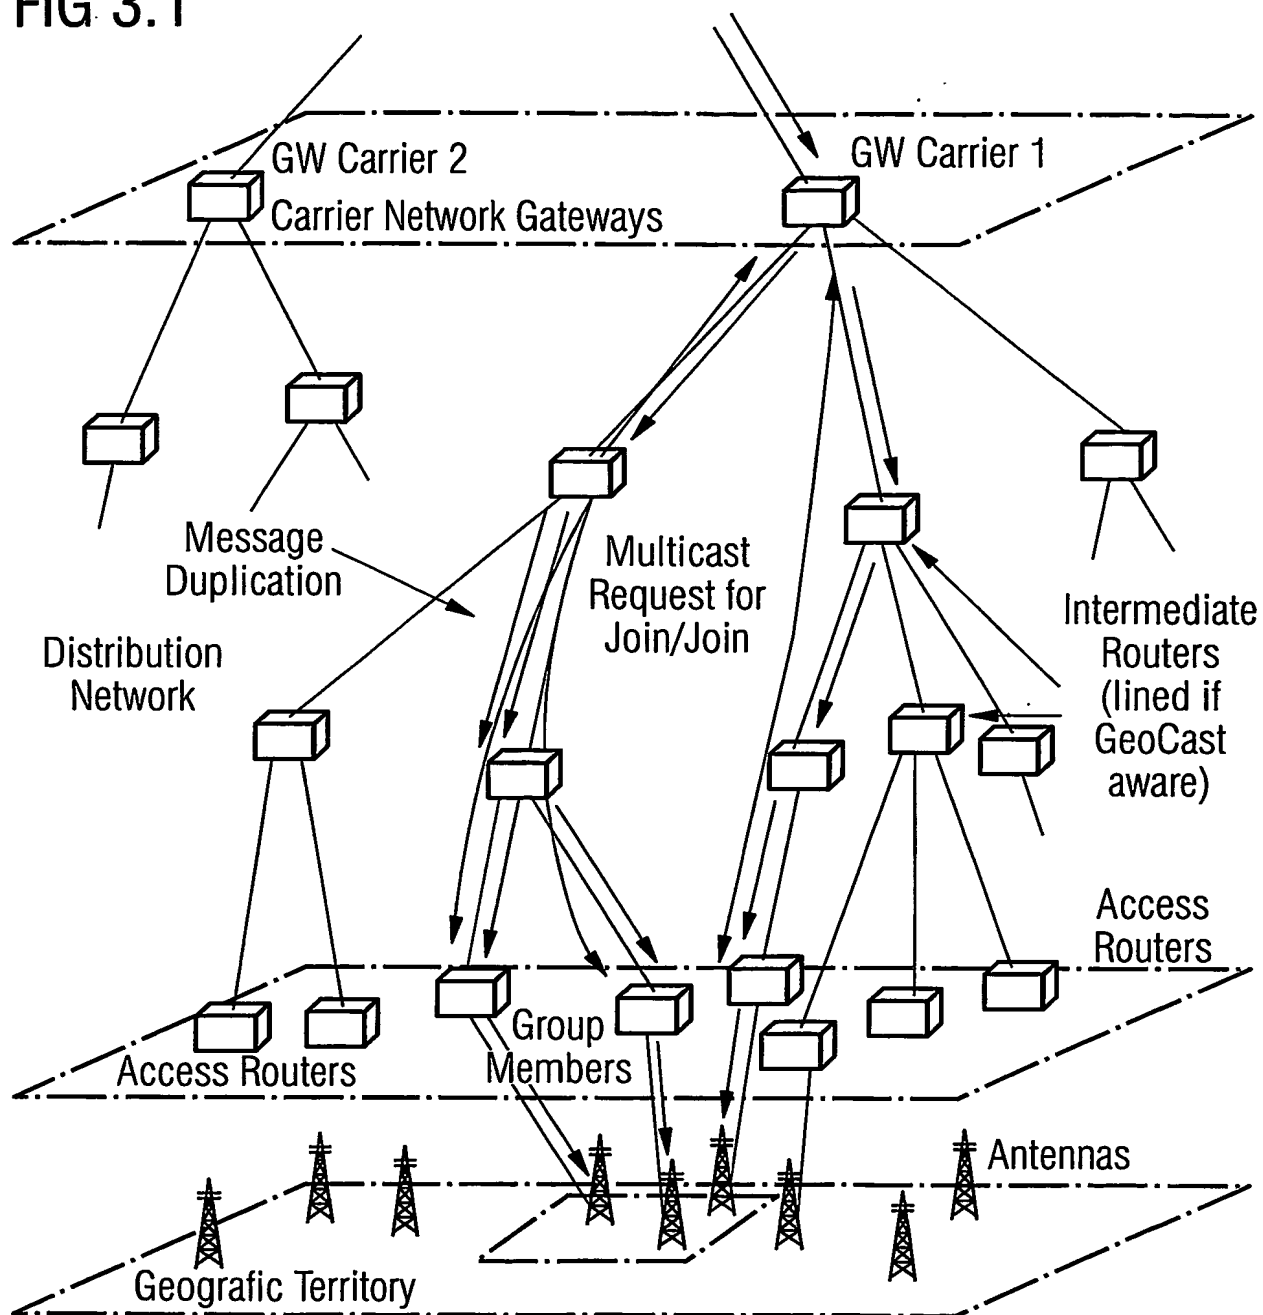 FIG 3.1
GW Carrier 2
GW Carrier 1
Carrier Network Gateways
Message
Duplication
Multicast
Request for
Join/Join
Distribution
Network
Intermediate
Routers
(lined if
GeoCast
aware)
Access
Routers
Group
Members
Access Routers
Antennas
Geografic Territory